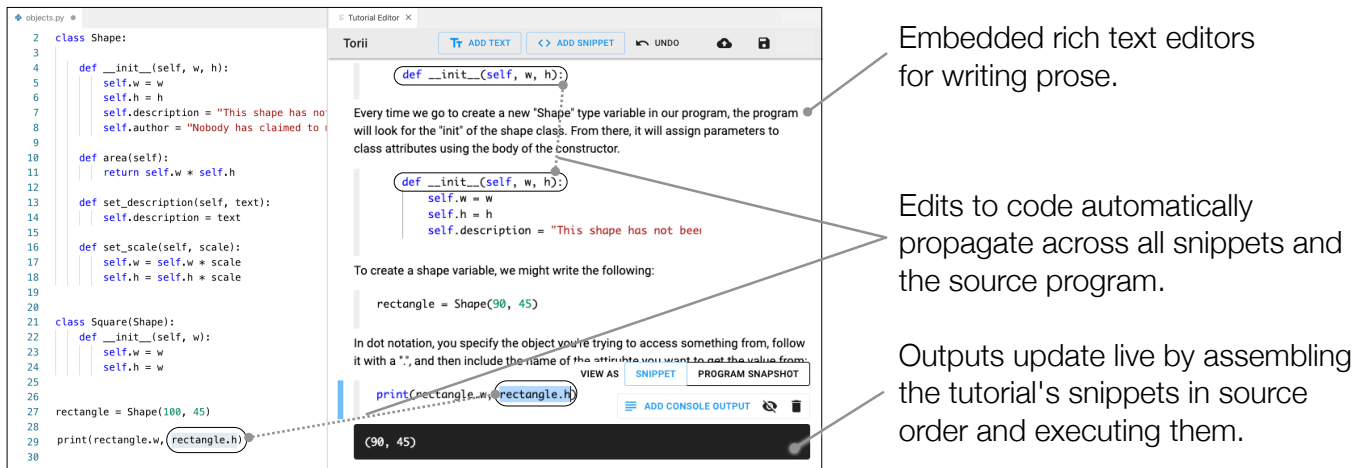 objects.py
2 class Shape:
3
4 def __init__(self, w, h):
5 self.w = w
6 self.h = h
7 self.description = "This shape has no
8 self.author = "Nobody has claimed to
9
10 def area(self):
11 return self.w * self.h
12
13 def set_description(self, text):
14 self.description = text
15
16 def set_scale(self, scale):
17 self.w = self.w * scale
18 self.h = self.h * scale
19
20
21 class Square(Shape):
22 def __init__(self, w):
23 self.w = w
24 self.h = w
25
26
27 rectangle = Shape(100, 45)
28
29 print(rectangle.w, rectangle.h)
30
Tutorial Editor
Torii
ADD TEXT
ADD SNIPPET
UNDO
def __init__(self, w, h):
Every time we go to create a new "Shape" type variable in our program, the program
will look for the "init" of the shape class. From there, it will assign parameters to
class attributes using the body of the constructor.
def __init__(self, w, h):
self.w = w
self.h = h
self.description = "This shape has not bee
To create a shape variable, we might write the following:
rectangle = Shape(90, 45)
In dot notation, you specify the object you're trying to access something from, follow
it with a ".", and then include the name of the attirubte you want to get the value from:
VIEW AS SNIPPET PROGRAM SNAPSHOT
print(rectangle.w, rectangle.h)
ADD CONSOLE OUTPUT
(90, 45)
Embedded rich text editors
for writing prose.
Edits to code automatically
propagate across all snippets and
the source program.
Outputs update live by assembling
the tutorial's snippets in source
order and executing them.